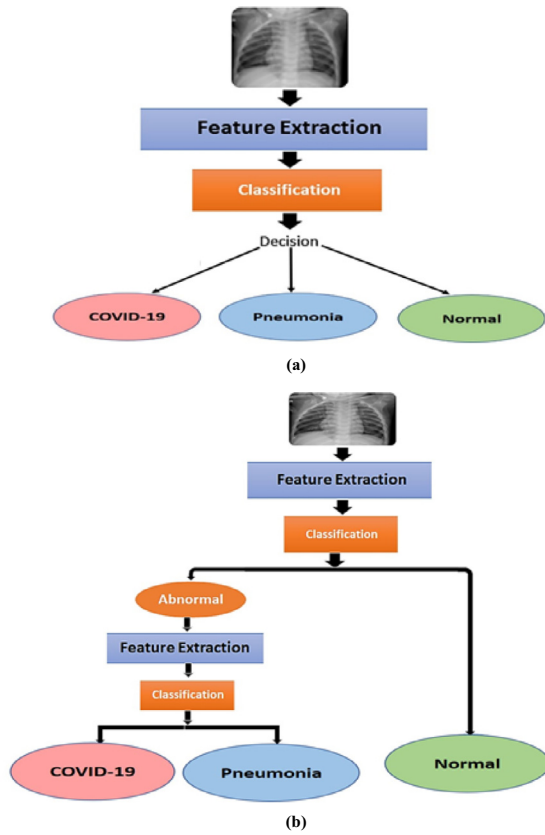 Feature Extraction
Classification
Decision
COVID-19 Pneumonia Normal
(a)
Feature Extraction
Classification
Abnormal
Feature Extraction
Classification
COVID-19 Pneumonia Normal
(b)